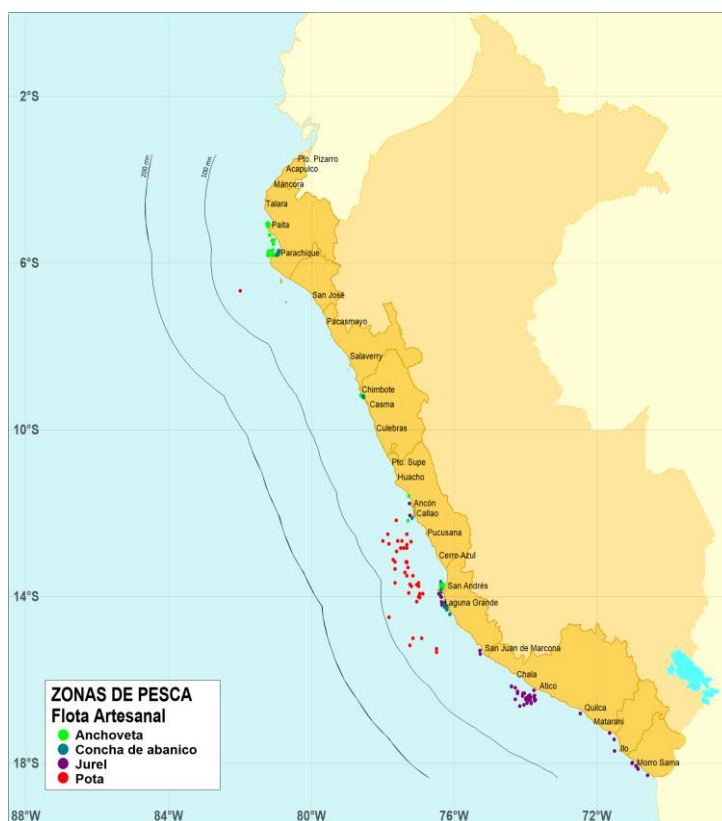 2°S
Pto. Pizarro
Acapulco
200 mn.
100 mn.
Máncora
Talara
Paita
Parachique
6°S
San José
Pacasmayo
Salaverry
Chimbote
Casma
Culebras
10°S
Pto. Supe
Huacho
Ancón
Callao
Pucusana
Cerro Azul
San Andrés
14°S
Laguna Grande
San Juan de Marcona
Chala
Atico
Quilca
Matarani
Ilo
Morro Sama
18°S
ZONAS DE PESCA
Flota Artesanal
Anchoveta
Concha de abanico
Jurel
Pota
88°W
84°W
80°W
76°W
72°W